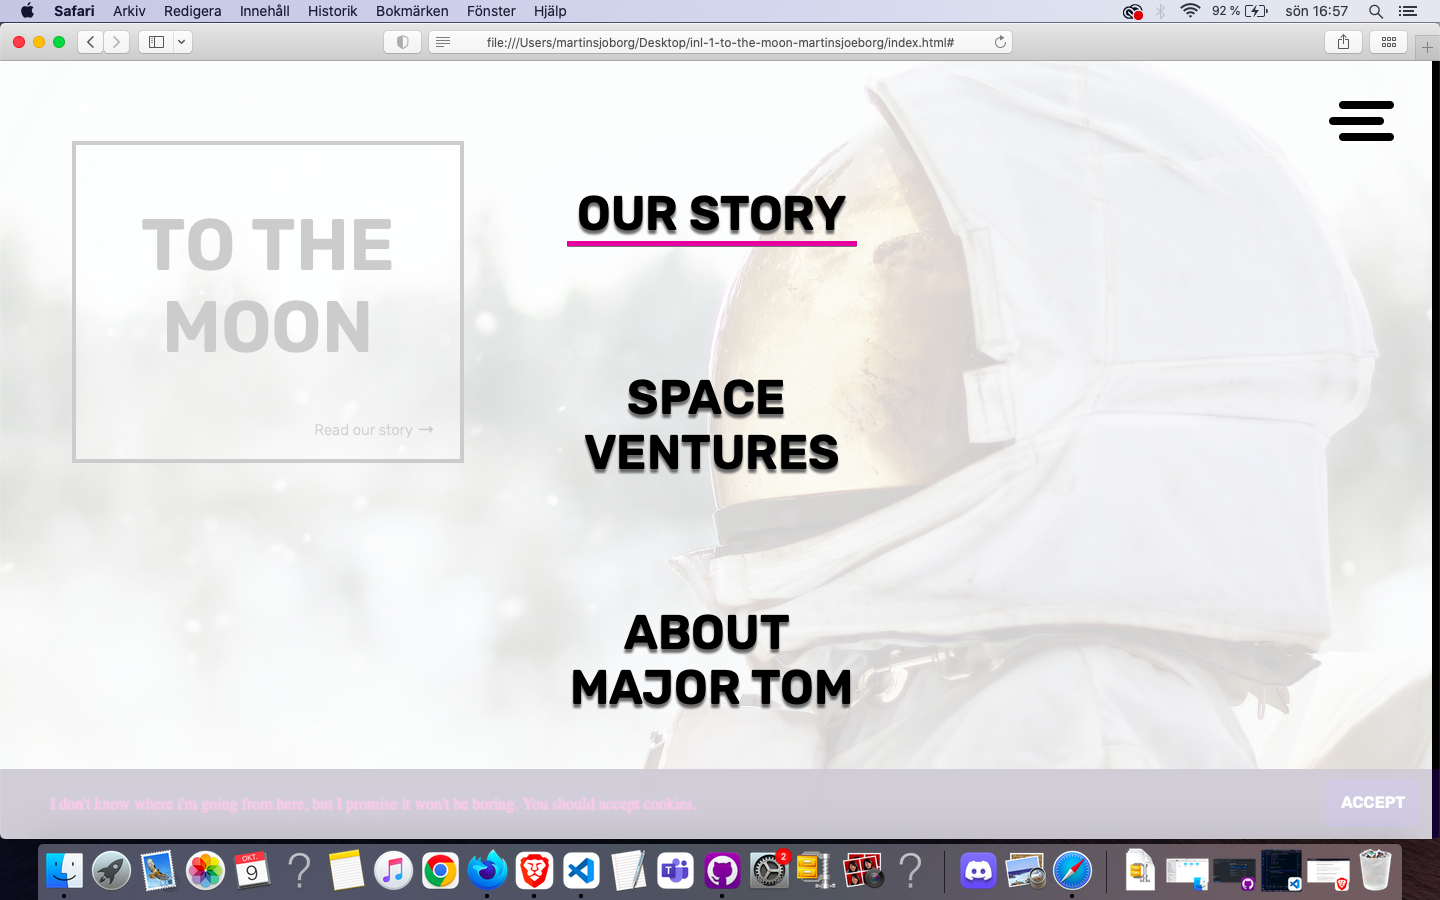 Safari Arkiv Redigera Innehåll Historik Bokmärken Fönster Hjälp 92 % sön 16:57
file:///Users/martinsjoborg/Desktop/inl-1-to-the-moon-martinsjoeborg/index.html#
TO THE
MOON
Read our story →
OUR STORY
SPACE
VENTURES
ABOUT
MAJOR TOM
I don't know where i'm going from here, but I promise it won't be boring. You should accept cookies.
ACCEPT
OKT.
9
2